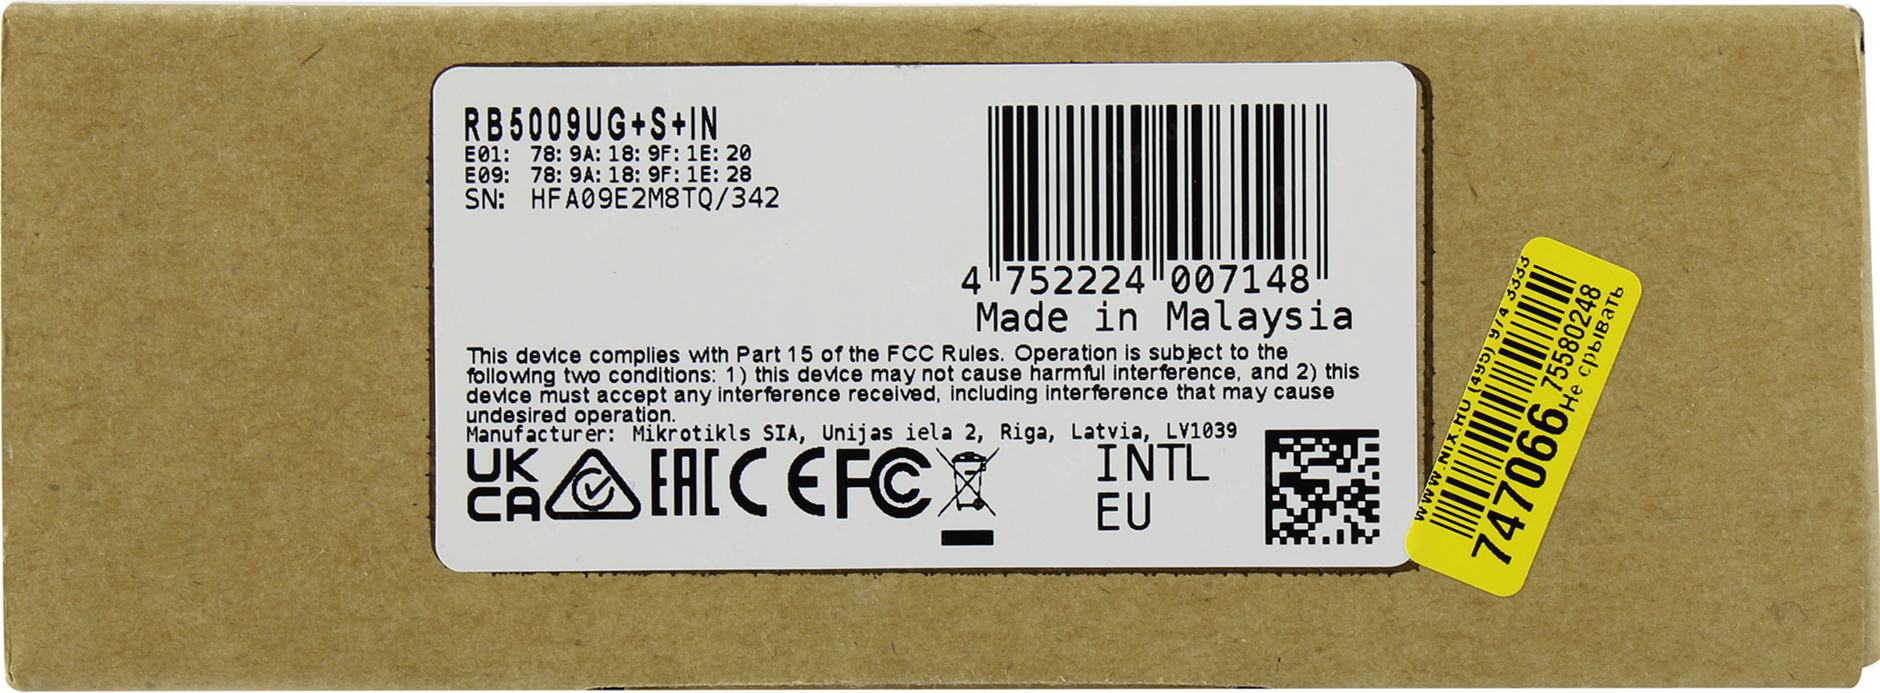 RB5009UG+S+IN
E01: 78:9A:18:9F:1E:20
E09: 78:9A:18:9F:1E:28
SN: HFA09E2M8TQ/342
4 752224 007148
Made in Malaysia
This device complies with Part 15 of the FCC Rules. Operation is subject to the
following two conditions: 1) this device may not cause harmful interference, and 2) this
device must accept any interference received, including interference that may cause
undesired operation.
Manufacturer: Mikrotikls SIA, Unijas iela 2, Riga, Latvia, LV1039
UK
CA
EAC CE FC
INTL
EU
WWW.NIX.RU (495) 974 3333
747066 75580248
Не срывать